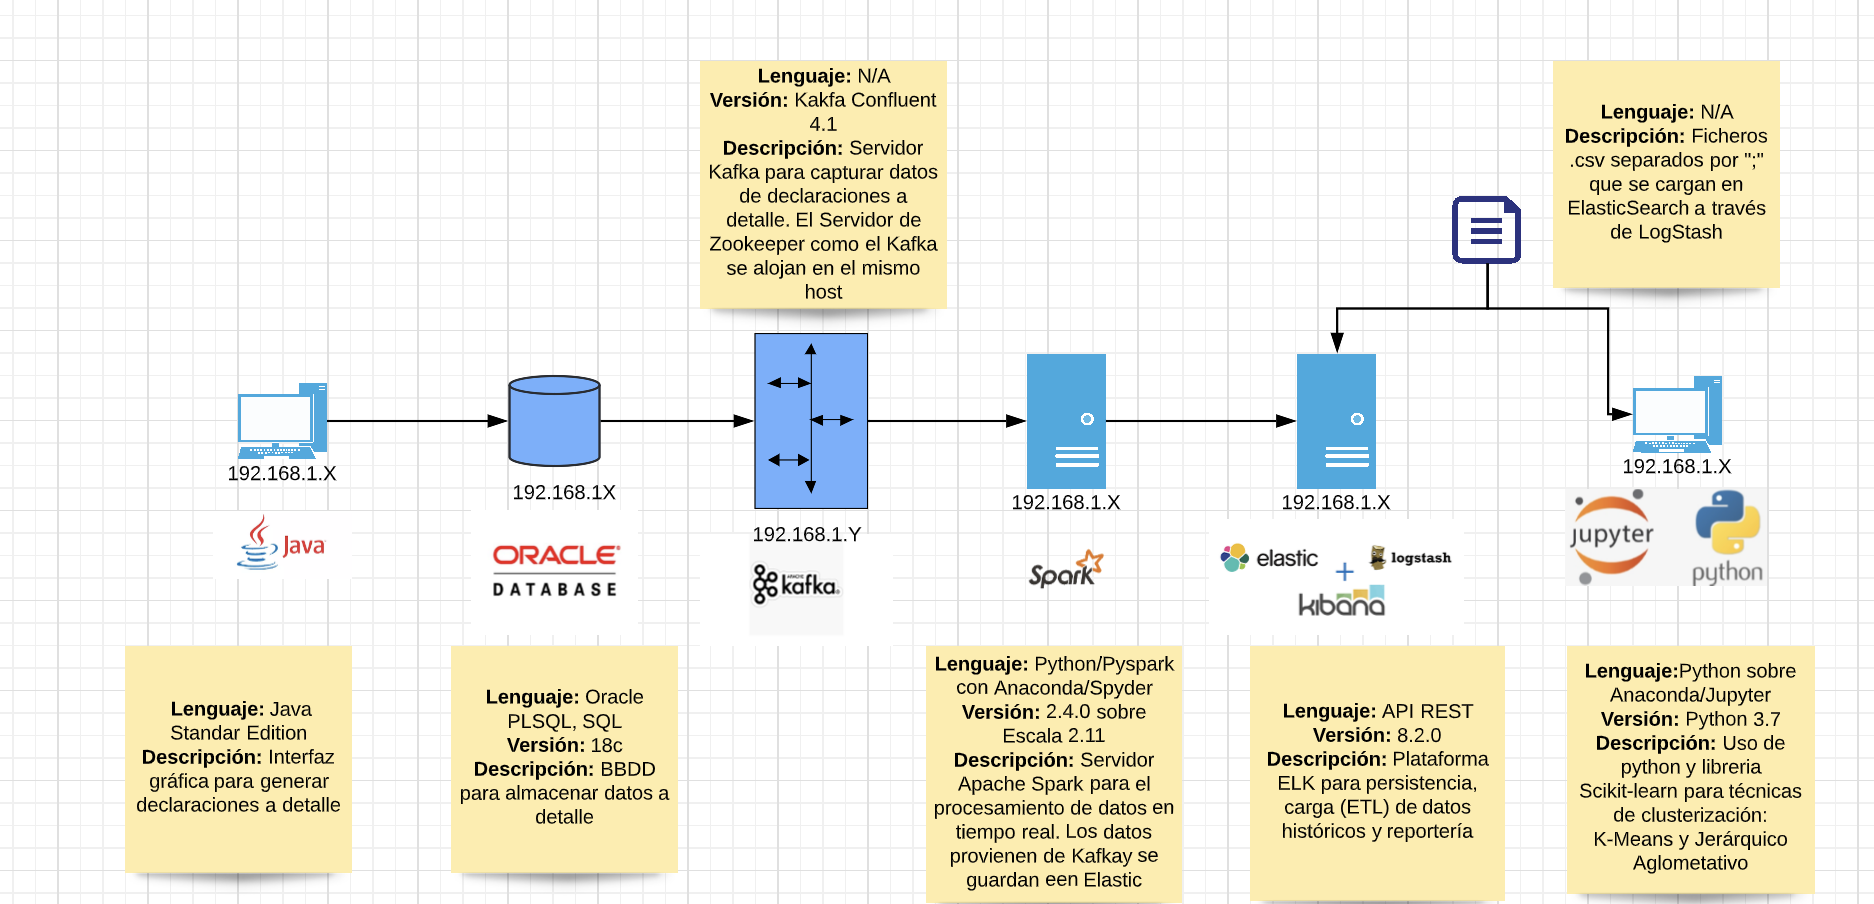 Lenguaje: N/A
Versión: Kakfa Confluent
4.1
Descripción: Servidor
Kafka para capturar datos
de declaraciones a
detalle. El Servidor de
Zookeeper como el Kafka
se alojan en el mismo
host
Lenguaje: N/A
Descripción: Ficheros
.csv separados por ";"
que se cargan en
ElasticSearch a través
de LogStash
192.168.1.X
192.168.1X
192.168.1.Y
192.168.1.X
192.168.1.X
192.168.1.X
Java
ORACLE
DATABASE
APACHE
kafka
Spark
elastic
+
logstash
kibana
jupyter
python
Lenguaje: Java
Standar Edition
Descripción: Interfaz
gráfica para generar
declaraciones a detalle
Lenguaje: Oracle
PLSQL, SQL
Versión: 18c
Descripción: BBDD
para almacenar datos a
detalle
Lenguaje: Python/Pyspark
con Anaconda/Spyder
Versión: 2.4.0 sobre
Escala 2.11
Descripción: Servidor
Apache Spark para el
procesamiento de datos en
tiempo real. Los datos
provienen de Kafkay se
guardan een Elastic
Lenguaje: API REST
Versión: 8.2.0
Descripción: Plataforma
ELK para persistencia,
carga (ETL) de datos
históricos y reportería
Lenguaje:Python sobre
Anaconda/Jupyter
Versión: Python 3.7
Descripción: Uso de
python y libreria
Scikit-learn para técnicas
de clusterización:
K-Means y Jerárquico
Aglometativo